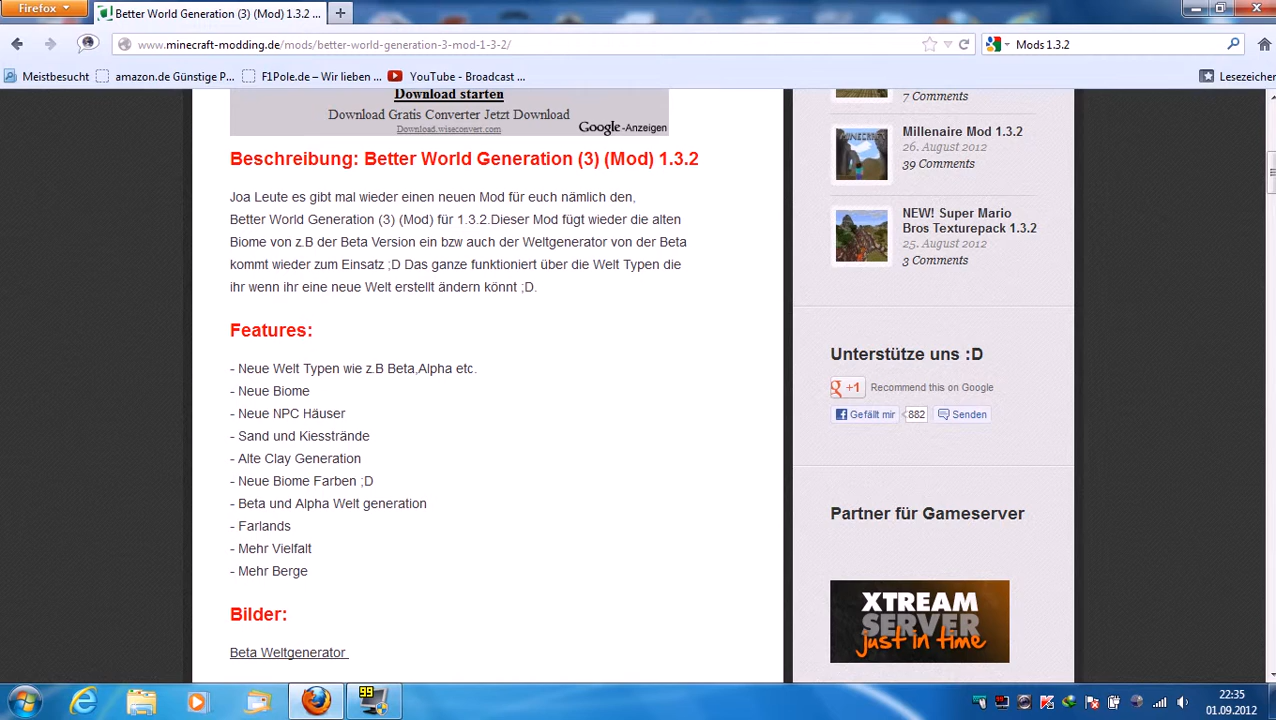 Firefox
Better World Generation (3) (Mod) 1.3.2 ...
www.minecraft-modding.de/mods/better-world-generation-3-mod-1-3-2/
Mods 1.3.2
Meistbesucht
amazon.de Günstige P...
F1Pole.de – Wir lieben ...
YouTube - Broadcast ...
Lesezeichen
Download starten
Download Gratis Converter Jetzt Download
Download.wiseconvert.com
Google-Anzeigen
Beschreibung: Better World Generation (3) (Mod) 1.3.2
Joa Leute es gibt mal wieder einen neuen Mod für euch nämlich den,
Better World Generation (3) (Mod) für 1.3.2.Dieser Mod fügt wieder die alten
Biome von z.B der Beta Version ein bzw auch der Weltgenerator von der Beta
kommt wieder zum Einsatz ;D Das ganze funktioniert über die Welt Typen die
ihr wenn ihr eine neue Welt erstellt ändern könnt ;D.
Features:
- Neue Welt Typen wie z.B Beta,Alpha etc.
- Neue Biome
- Neue NPC Häuser
- Sand und Kiesstrände
- Alte Clay Generation
- Neue Biome Farben ;D
- Beta und Alpha Welt generation
- Farlands
- Mehr Vielfalt
- Mehr Berge
Bilder:
Beta Weltgenerator
7 Comments
Millenaire Mod 1.3.2
26. August 2012
39 Comments
NEW! Super Mario
Bros Texturepack 1.3.2
25. August 2012
3 Comments
Unterstütze uns :D
+1 Recommend this on Google
Gefällt mir 882 Senden
Partner für Gameserver
XTREAM
SERVER
just in time
99
22:35
01.09.2012